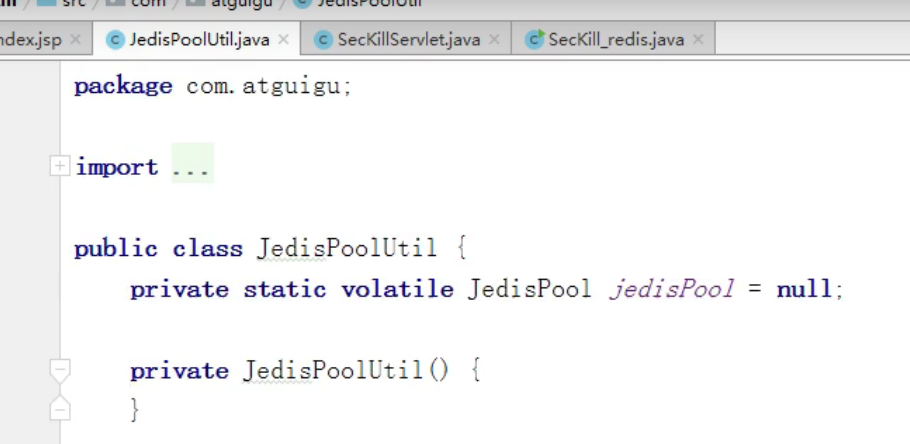 src com atguigu JedisPoolUtil
ndex.jsp × JedisPoolUtil.java × SecKillServlet.java × SecKill_redis.java ×
package com.atguigu;
import ...
public class JedisPoolUtil {
private static volatile JedisPool jedisPool = null;
private JedisPoolUtil() {
}